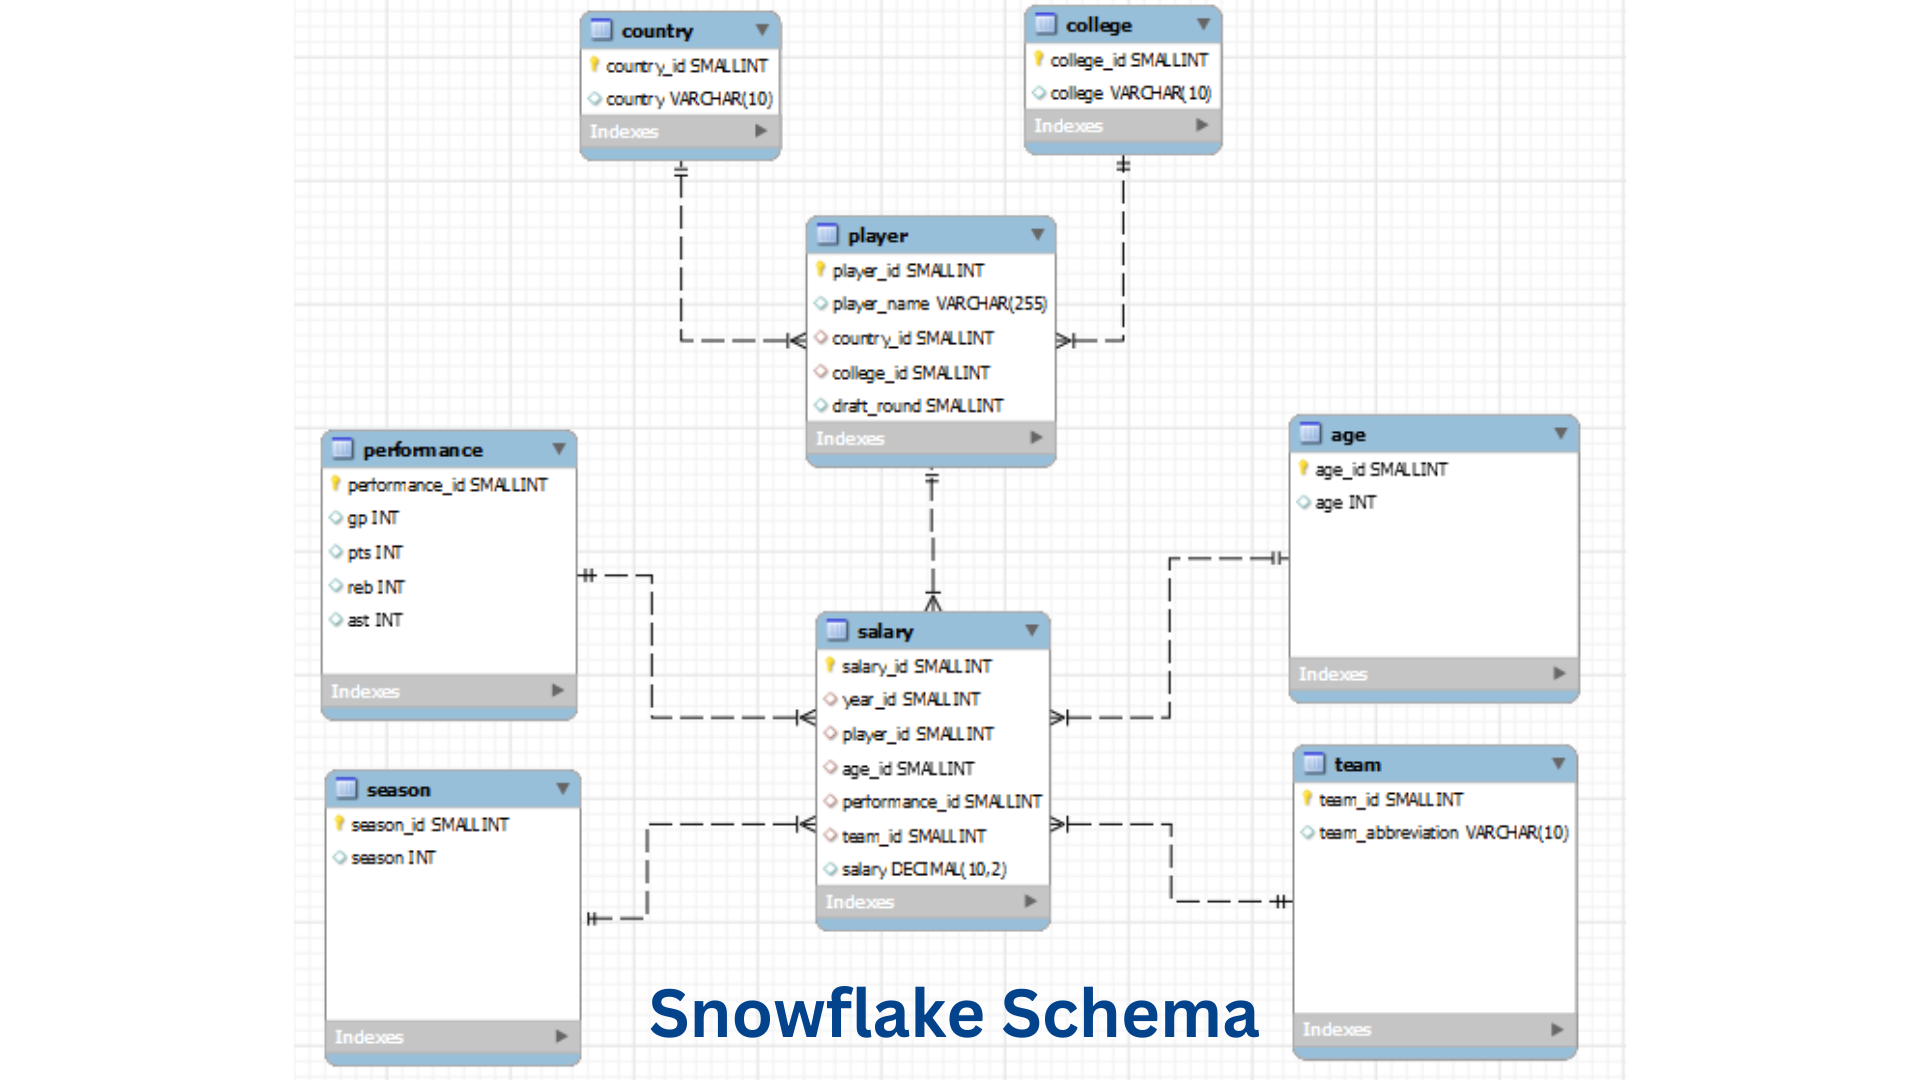 country
country_id SMALLINT
country VARCHAR(10)
Indexes
college
college_id SMALLINT
college VARCHAR(10)
Indexes
player
player_id SMALLINT
player_name VARCHAR(255)
country_id SMALLINT
college_id SMALLINT
draft_round SMALLINT
Indexes
performance
performance_id SMALLINT
gp INT
pts INT
reb INT
ast INT
Indexes
age
age_id SMALLINT
age INT
Indexes
salary
salary_id SMALLINT
year_id SMALLINT
player_id SMALLINT
age_id SMALLINT
performance_id SMALLINT
team_id SMALLINT
salary DECIMAL(10,2)
Indexes
season
season_id SMALLINT
season INT
Indexes
team
team_id SMALLINT
team_abbreviation VARCHAR(10)
Indexes
Snowflake Schema